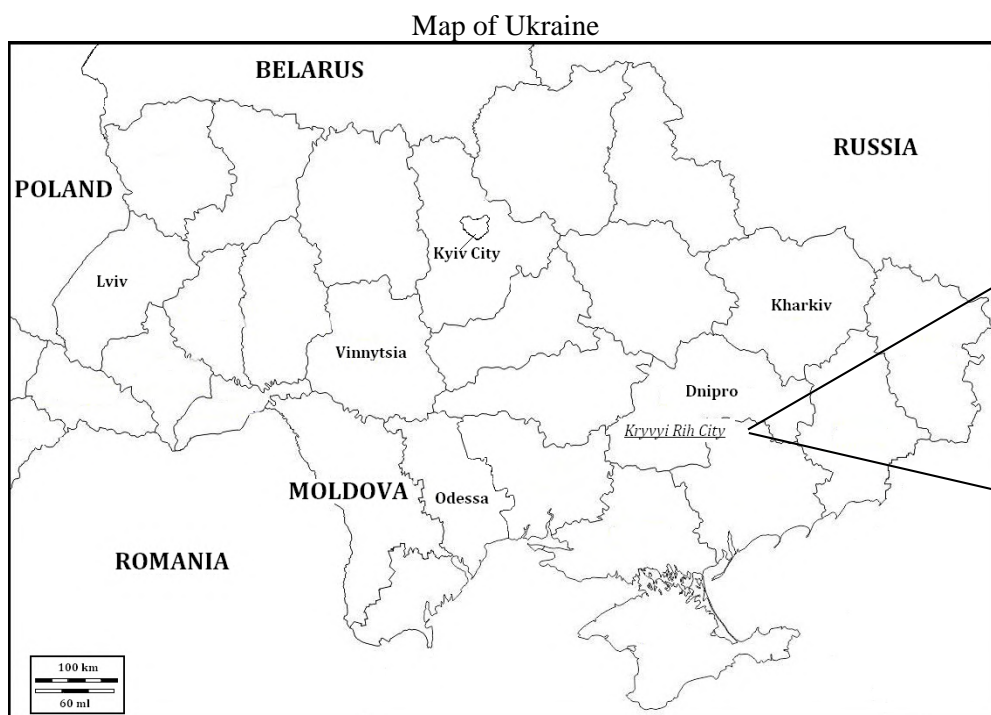 Map of Ukraine
BELARUS
RUSSIA
POLAND
Kyiv City
Lviv
Kharkiv
Vinnytsia
Dnipro
Kryvyi Rih City
MOLDOVA
Odessa
ROMANIA
100 km
60 ml